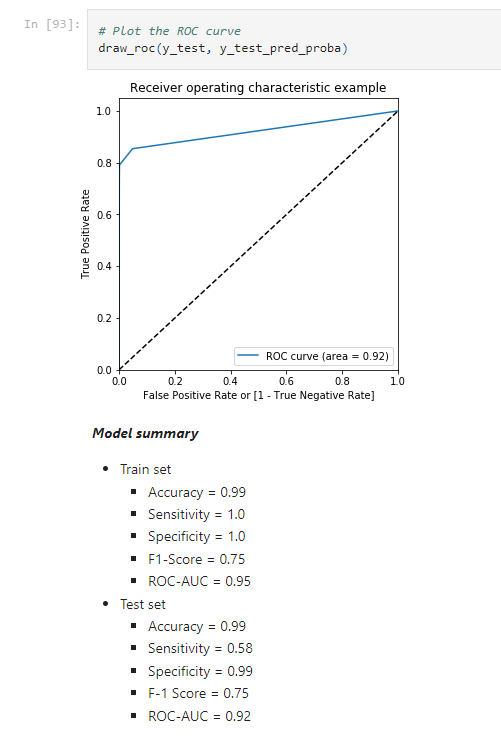 In [93]:
# Plot the ROC curve
draw_roc(y_test, y_test_pred_proba)
Receiver operating characteristic example
1.0
0.8
0.6
0.4
0.2
0.0
True Positive Rate
ROC curve (area = 0.92)
0.0 0.2 0.4 0.6 0.8 1.0
False Positive Rate or [1 - True Negative Rate]
Model summary
• Train set
▪ Accuracy = 0.99
▪ Sensitivity = 1.0
▪ Specificity = 1.0
▪ F1-Score = 0.75
▪ ROC-AUC = 0.95
• Test set
▪ Accuracy = 0.99
▪ Sensitivity = 0.58
▪ Specificity = 0.99
▪ F-1 Score = 0.75
▪ ROC-AUC = 0.92